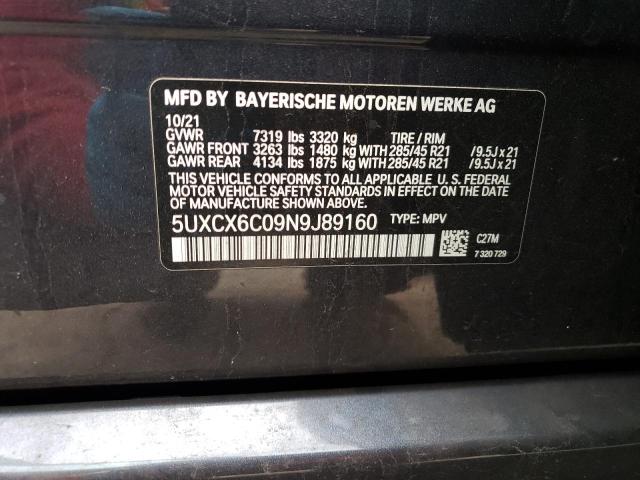 MFD BY BAYERISCHE MOTOREN WERKE AG
10/21
GVWR 7319 lbs 3320 kg TIRE / RIM
GAWR FRONT 3263 lbs 1480 kg WITH 285/45 R21 /9.5J x 21
GAWR REAR 4134 lbs 1875 kg WITH 285/45 R21 /9.5J x 21
THIS VEHICLE CONFORMS TO ALL APPLICABLE U. S. FEDERAL
MOTOR VEHICLE SAFETY STANDARDS IN EFFECT ON THE DATE
OF MANUFACTURE SHOWN ABOVE.
5UXCX6C09N9J89160 TYPE: MPV
C27M
7 320 729